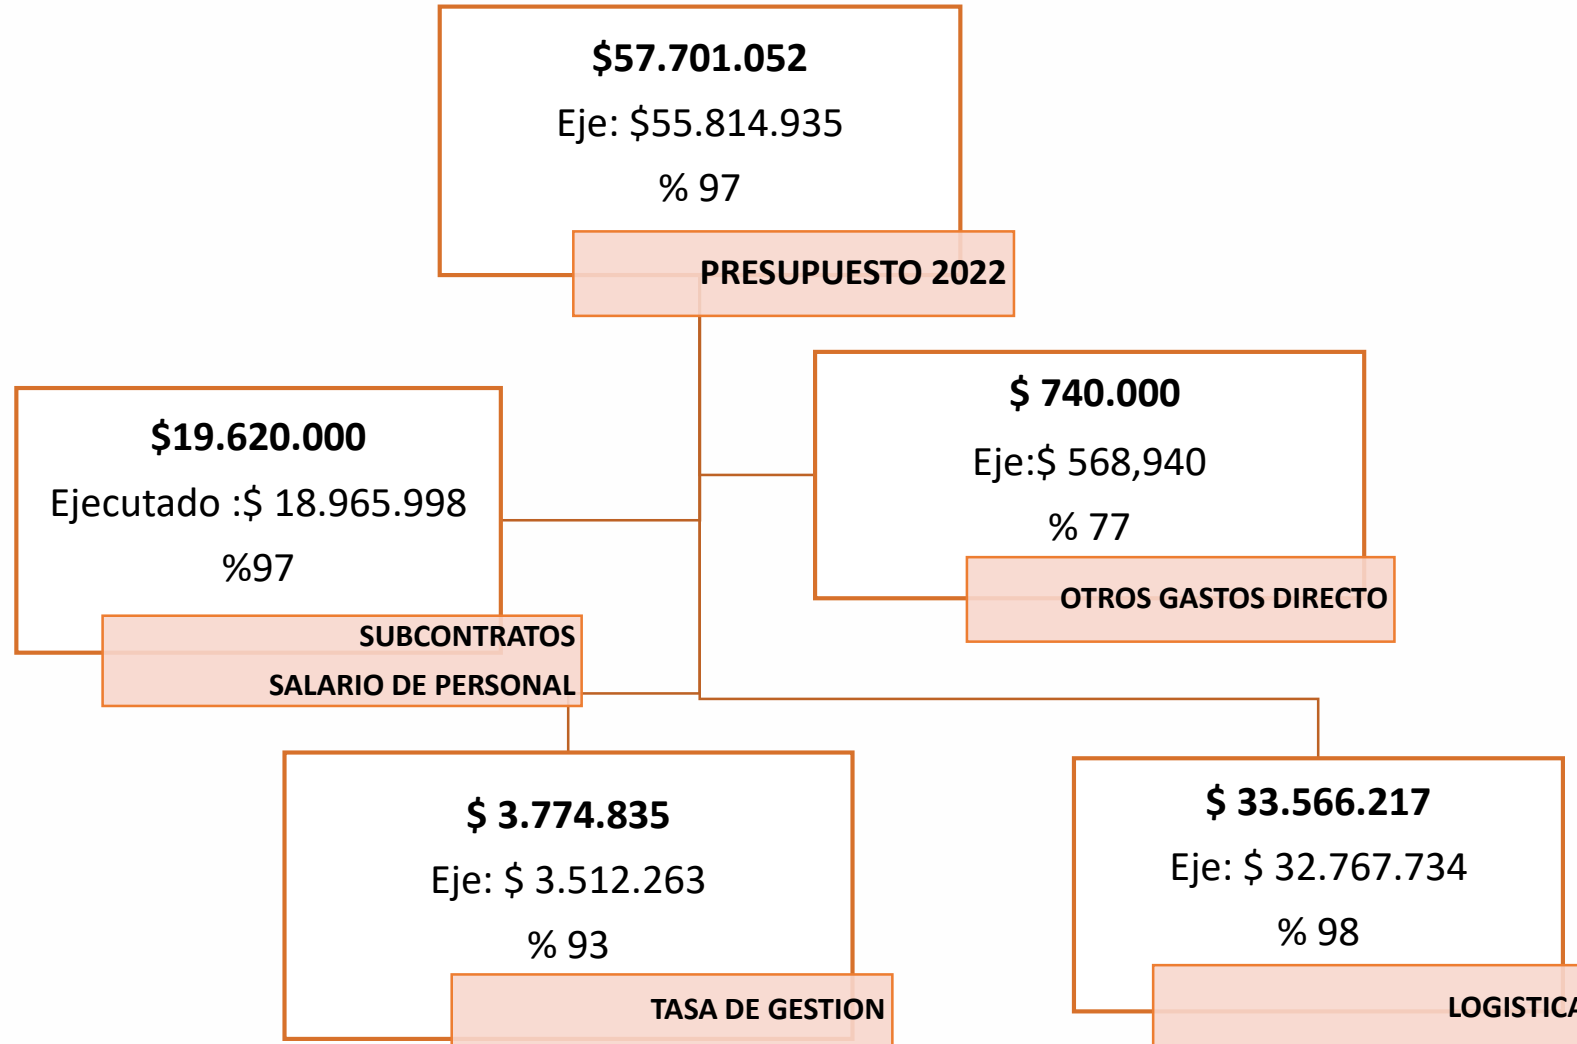 $57.701.052
Eje: $55.814.935
% 97
PRESUPUESTO 2022
$ 740.000
Eje:$ 568,940
% 77
OTROS GASTOS DIRECTO
$19.620.000
Ejecutado :$ 18.965.998
%97
SUBCONTRATOS
SALARIO DE PERSONAL
$ 3.774.835
Eje: $ 3.512.263
% 93
TASA DE GESTION
$ 33.566.217
Eje: $ 32.767.734
% 98
LOGISTICA